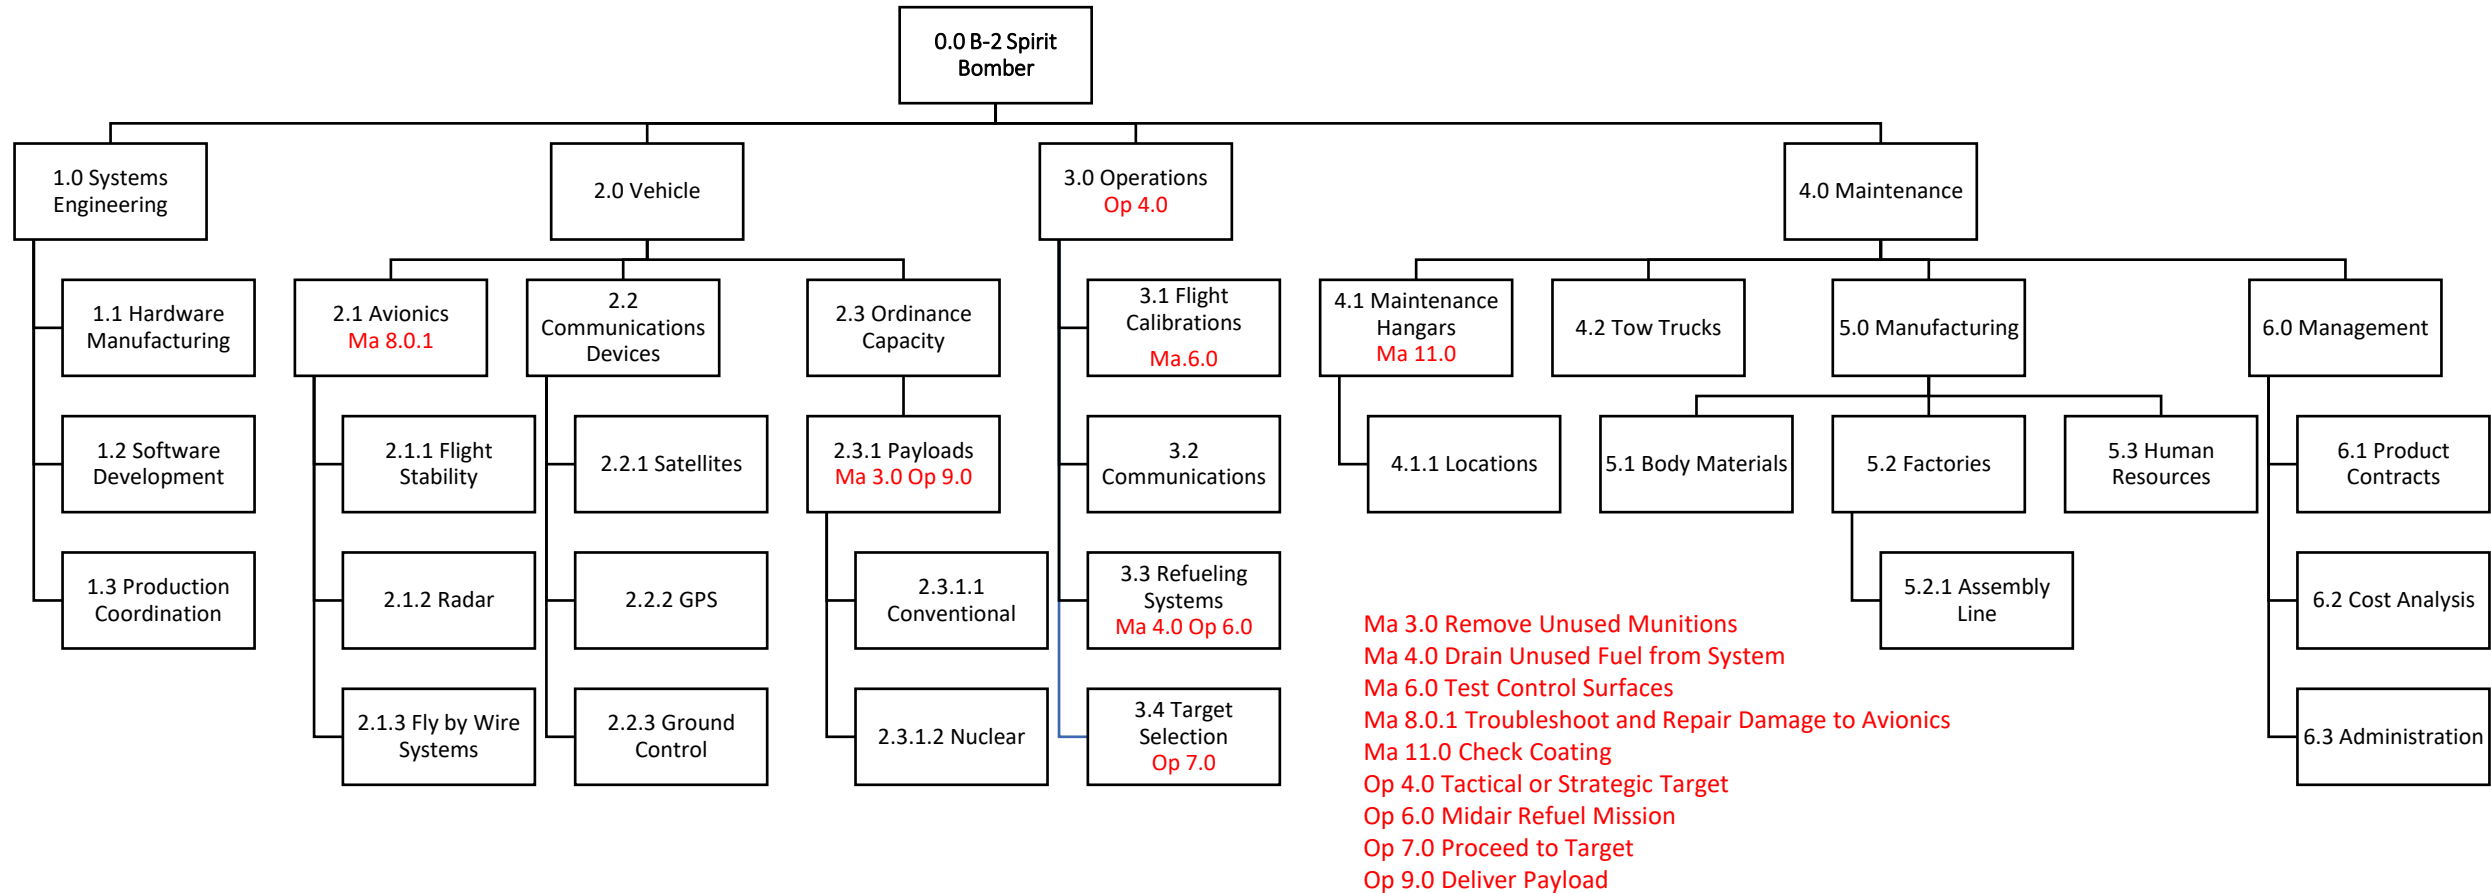 0.0 B-2 Spirit
Bomber
1.0 Systems
Engineering
2.0 Vehicle
3.0 Operations
Op 4.0
4.0 Maintenance
1.1 Hardware
Manufacturing
2.1 Avionics
Ma 8.0.1
2.2
Communications
Devices
2.3 Ordinance
Capacity
3.1 Flight
Calibrations
Ma.6.0
4.1 Maintenance
Hangars
Ma 11.0
4.2 Tow Trucks
5.0 Manufacturing
6.0 Management
1.2 Software
Development
2.1.1 Flight
Stability
2.2.1 Satellites
2.3.1 Payloads
Ma 3.0 Op 9.0
3.2
Communications
4.1.1 Locations
5.1 Body Materials
5.2 Factories
5.3 Human
Resources
6.1 Product
Contracts
1.3 Production
Coordination
2.1.2 Radar
2.2.2 GPS
2.3.1.1
Conventional
3.3 Refueling
Systems
Ma 4.0 Op 6.0
5.2.1 Assembly
Line
6.2 Cost Analysis
2.1.3 Fly by Wire
Systems
2.2.3 Ground
Control
2.3.1.2 Nuclear
3.4 Target
Selection
Op 7.0
6.3 Administration
Ma 3.0 Remove Unused Munitions
Ma 4.0 Drain Unused Fuel from System
Ma 6.0 Test Control Surfaces
Ma 8.0.1 Troubleshoot and Repair Damage to Avionics
Ma 11.0 Check Coating
Op 4.0 Tactical or Strategic Target
Op 6.0 Midair Refuel Mission
Op 7.0 Proceed to Target
Op 9.0 Deliver Payload